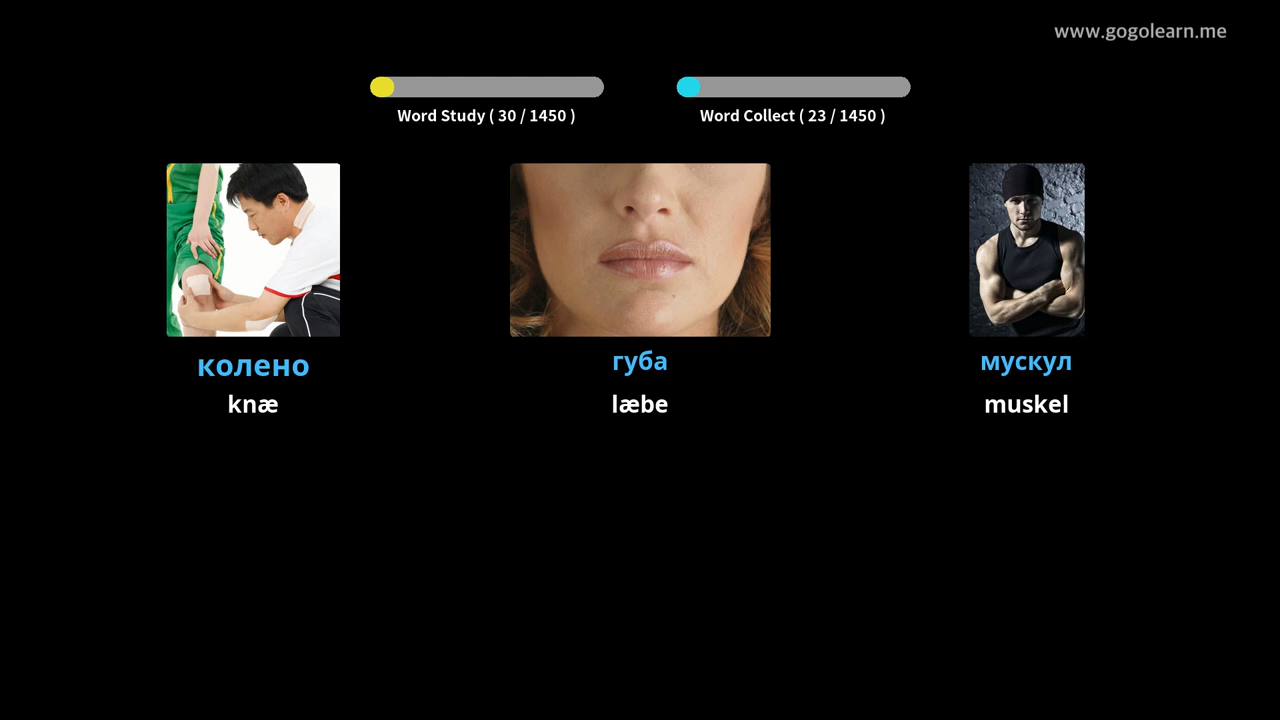 www.gogolearn.me
Word Study ( 30 / 1450 )
Word Collect ( 23 / 1450 )
колено
губа
мускул
knæ
læbe
muskel